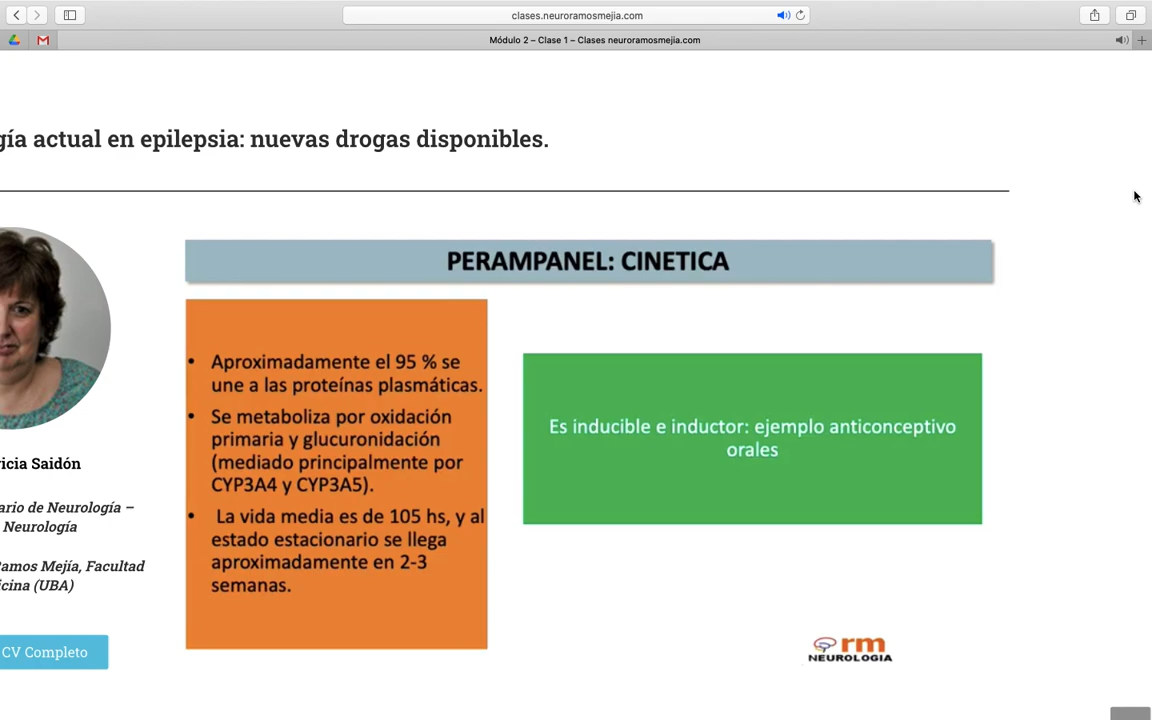 clases.neuroramosmejia.com
Módulo 2 – Clase 1 – Clases neuroramosmejia.com
gía actual en epilepsia: nuevas drogas disponibles.
PERAMPANEL: CINETICA
• Aproximadamente el 95 % se
une a las proteínas plasmáticas.
• Se metaboliza por oxidación
primaria y glucuronidación
(mediado principalmente por
CYP3A4 y CYP3A5).
• La vida media es de 105 hs, y al
estado estacionario se llega
aproximadamente en 2-3
semanas.
Es inducible e inductor: ejemplo anticonceptivo
orales
icia Saidón
ario de Neurología –
Neurología
amos Mejía, Facultad
icina (UBA)
CV Completo
rm
NEUROLOGIA